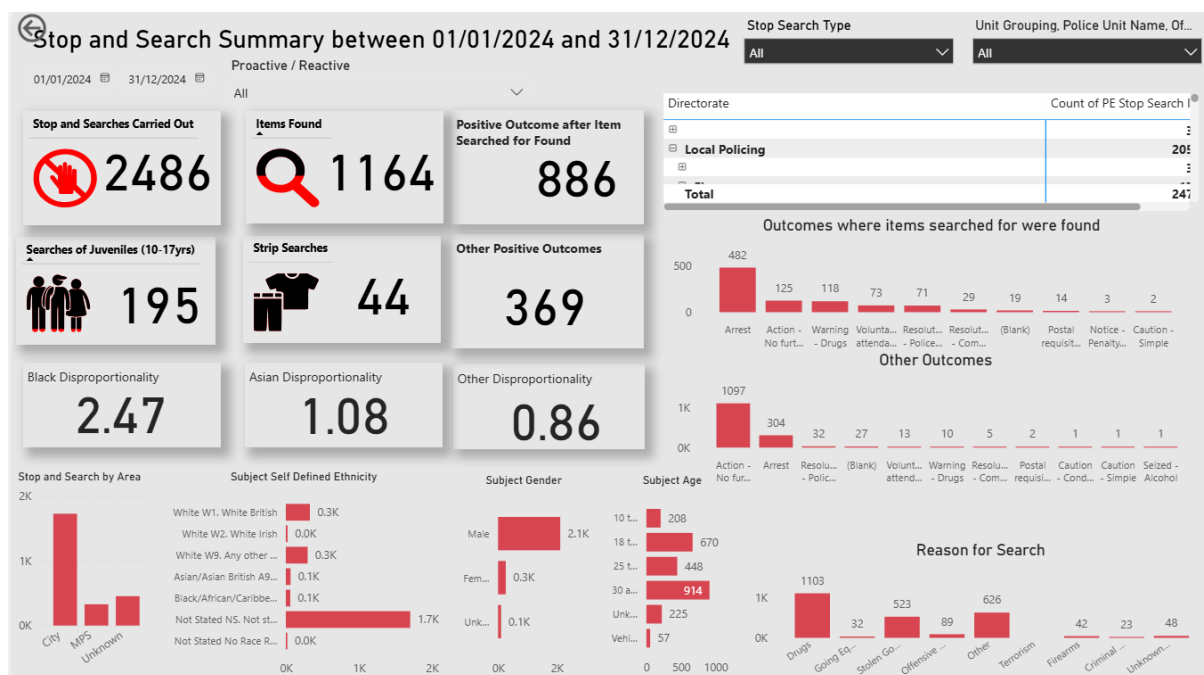 Stop and Search Summary between 01/01/2024 and 31/12/2024
Stop Search Type
All
Unit Grouping, Police Unit Name, Of...
All
01/01/2024 31/12/2024
Proactive / Reactive
All
Stop and Searches Carried Out
2486
Items Found
1164
Positive Outcome after Item
Searched for Found
886
Directorate Count of PE Stop Search
Local Policing 205
Total 247
Searches of Juveniles (10-17yrs)
195
Strip Searches
44
Other Positive Outcomes
369
Black Disproportionality
2.47
Asian Disproportionality
1.08
Other Disproportionality
0.86
Outcomes where items searched for were found
500
0
482 125 118 73 71 29 19 14 3 2
Arrest Action - Warning Volunta... Resolut... Resolut... (Blank) Postal Notice - Caution -
No furt... - Drugs attenda... - Police... - Com... requisit... Penalty... Simple
Other Outcomes
1K
0K
1097 304 32 27 13 10 5 2 1 1 1
Action - Arrest Resolu... (Blank) Volunt... Warning Resolu... Postal Caution Caution Seized -
No fur... - Polic... attend... - Drugs - Com... requisi... - Cond... - Simple Alcohol
Stop and Search by Area
2K
1K
0K
City MPS Unknown
Subject Self Defined Ethnicity
White W1. White British 0.3K
White W2. White Irish 0.0K
White W9. Any other ... 0.3K
Asian/Asian British A9... 0.1K
Black/African/Caribbe... 0.1K
Not Stated NS. Not st... 1.7K
Not Stated No Race R... 0.0K
0K 1K 2K
Subject Gender
Male 2.1K
Fem... 0.3K
Unk... 0.1K
0K 2K
Subject Age
10 t... 208
18 t... 670
25 t... 448
30 a... 914
Unk... 225
Vehi... 57
0 500 1000
Reason for Search
1K
0K
1103 32 523 89 626 42 23 48
Drugs Going Eq... Stolen Go... Offensive ... Other Terrorism Firearms Criminal ... Unknown...